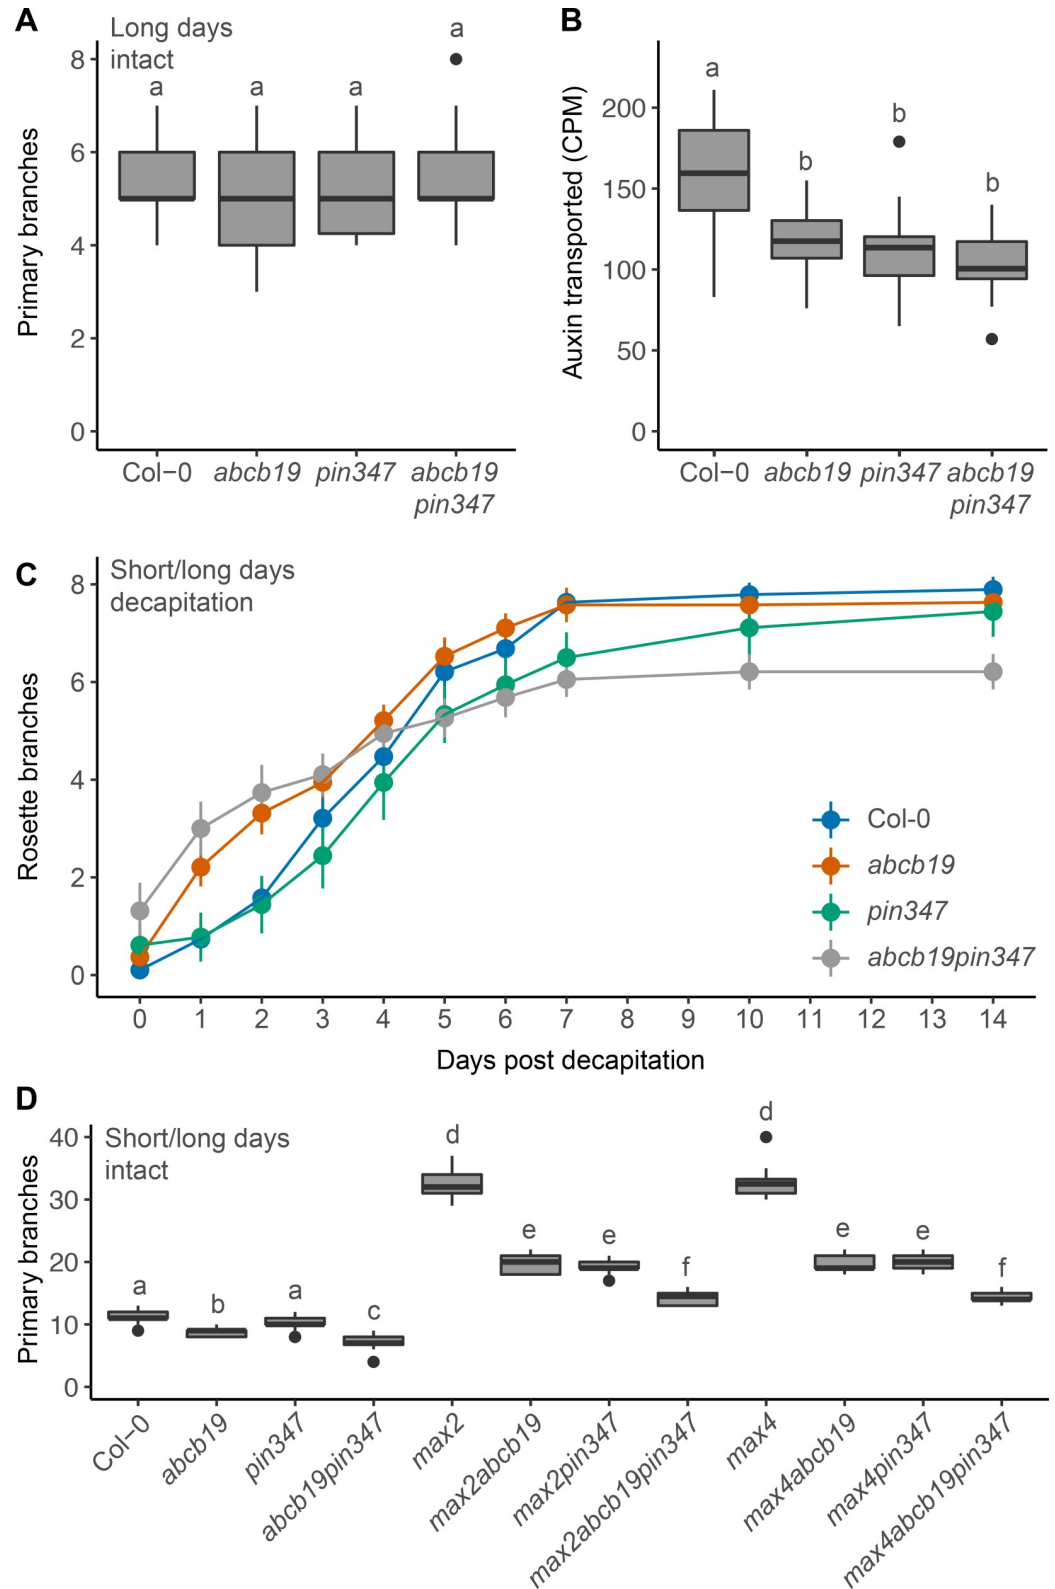 A
Long days
intact
8
6
4
2
0
Primary branches
a
a
a
a
Col−0
abcb19
pin347
abcb19
pin347
B
200
150
100
50
0
Auxin transported (CPM)
a
b
b
b
Col−0
abcb19
pin347
abcb19
pin347
C
Short/long days
decapitation
8
6
4
2
0
Rosette branches
Col-0
abcb19
pin347
abcb19pin347
0 1 2 3 4 5 6 7 8 9 10 11 12 13 14
Days post decapitation
D
Short/long days
intact
40
30
20
10
0
Primary branches
a
b
a
c
d
e
e
f
d
e
e
f
Col−0
abcb19
pin347
abcb19pin347
max2
max2abcb19
max2pin347
max2abcb19pin347
max4
max4abcb19
max4pin347
max4abcb19pin347